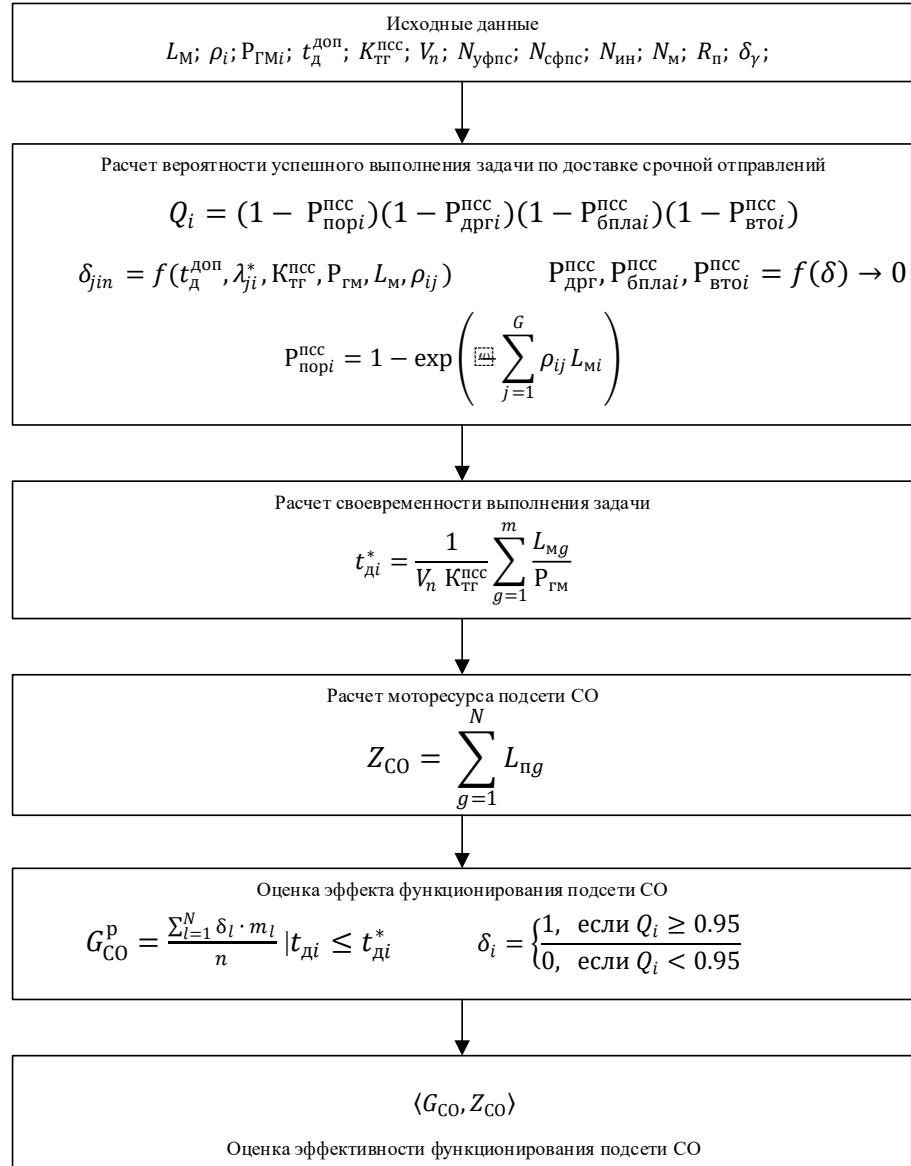 Исходные данные
L_М; ρ_i; Р_ГМi; t_д^доп; K_тг^псс; V_n; N_уфпс; N_сфпс; N_ин; N_м; R_п; δ_γ;
Расчет вероятности успешного выполнения задачи по доставке срочной отправлений
Q_i = (1 − Р_порi^псс)(1 − Р_дргi^псс)(1 − Р_бплаi^псс)(1 − Р_втоi^псс)
δ_jin = f(t_д^доп, λ_ji^*, К_тг^псс, Р_гм, L_м, ρ_ij) Р_дрг^псс, Р_бплаi^псс, Р_втоi^псс = f(δ) → 0
Р_порi^псс = 1 − exp(− ∑_{j=1}^{G} ρ_ij L_мi)
Расчет своевременности выполнения задачи
t_дi^* = \frac{1}{V_n К_тг^псс} ∑_{g=1}^{m} \frac{L_мg}{Р_гм}
Расчет моторесурса подсети СО
Z_СО = ∑_{g=1}^{N} L_пg
Оценка эффекта функционирования подсети СО
G_СО^р = \frac{∑_{l=1}^{N} δ_l · m_l}{n} |t_дi ≤ t_дi^* δ_i = {\frac{1, если Q_i ≥ 0.95}{0, если Q_i < 0.95}
⟨G_СО, Z_СО⟩
Оценка эффективности функционирования подсети СО